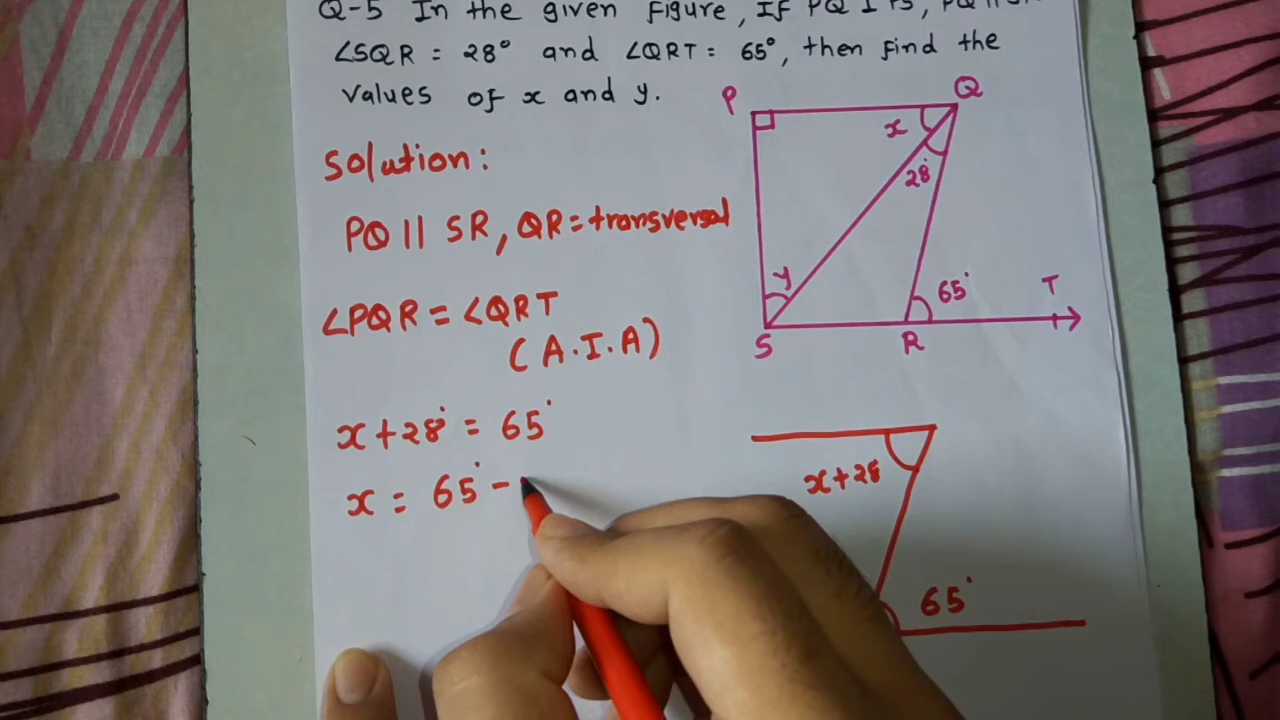 Q-5 In the given figure, If PQ ⊥ PS, PQ ||
∠SQR = 28° and ∠QRT = 65°, then find the
values of x and y.
Solution:
PQ || SR, QR = transversal
∠PQR = ∠QRT
(A.I.A)
x+28° = 65°
x = 65° -
P
Q
x
28°
y
65°
T
S
R
x+28
65°